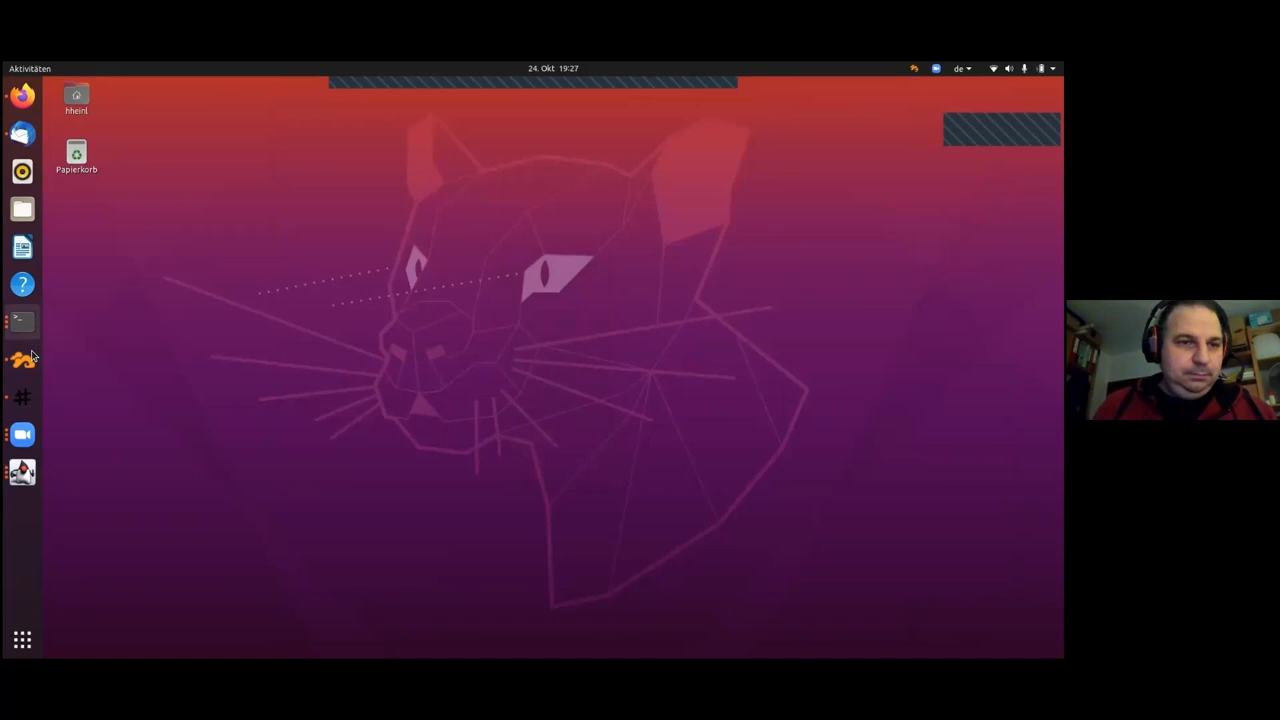 Aktivitäten
24. Okt 19:27
de
hheinl
Papierkorb